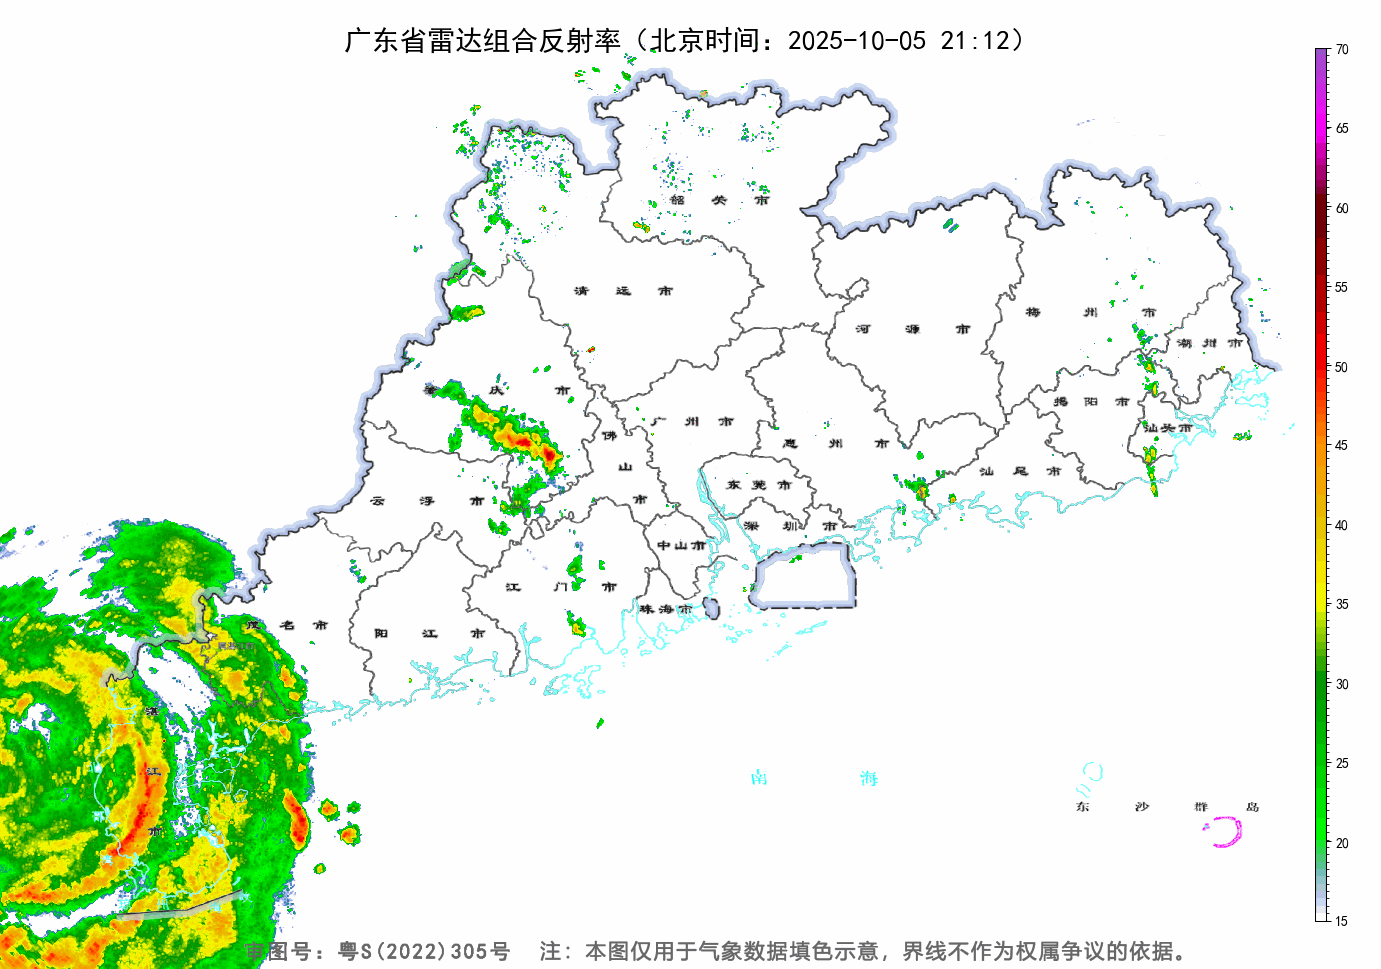 广东省雷达组合反射率（北京时间：2025-10-05 21:12）
70
65
60
55
50
45
40
35
30
25
20
15
韶关市
清远市
河源市
梅州市
潮州市
肇庆市
广州市
佛山市
惠州市
揭阳市
汕头市
汕尾市
云浮市
东莞市
深圳市
中山市
江门市
珠海市
阳江市
茂名市
湛江市
南海
东沙群岛
审图号：粤S(2022)305号 注：本图仅用于气象数据填色示意，界线不作为权属争议的依据。